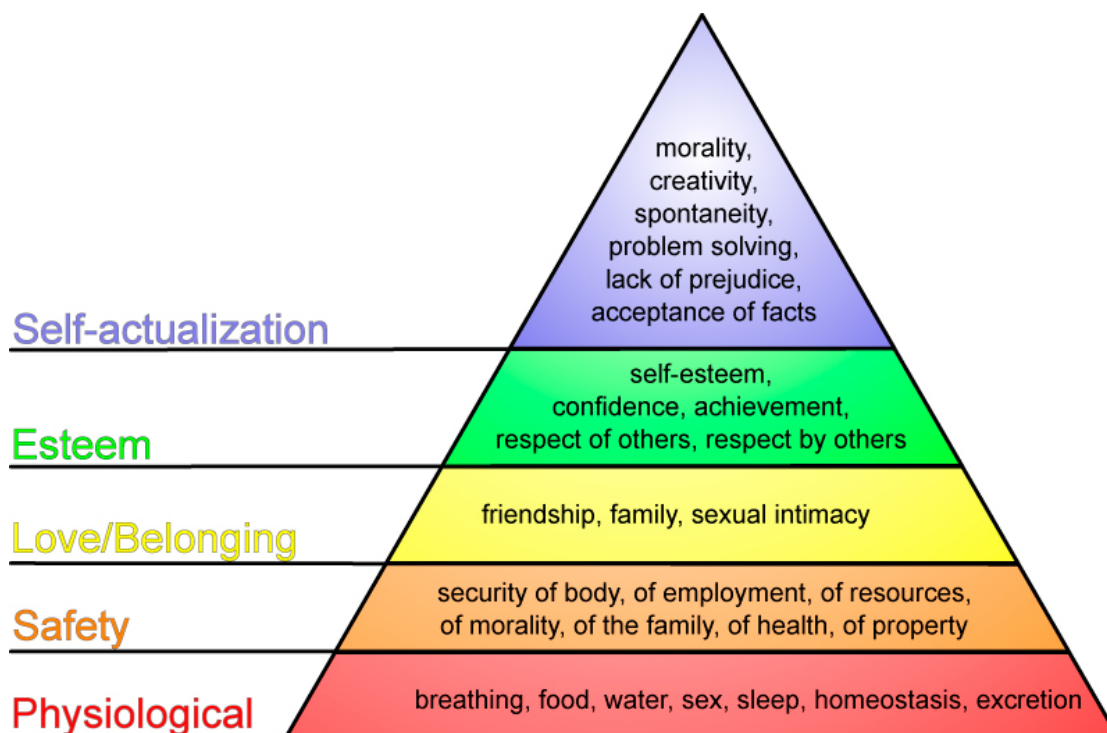 morality,
creativity,
spontaneity,
problem solving,
lack of prejudice,
acceptance of facts
Self-actualization
self-esteem,
confidence, achievement,
respect of others, respect by others
Esteem
friendship, family, sexual intimacy
Love/Belonging
security of body, of employment, of resources,
of morality, of the family, of health, of property
Safety
breathing, food, water, sex, sleep, homeostasis, excretion
Physiological